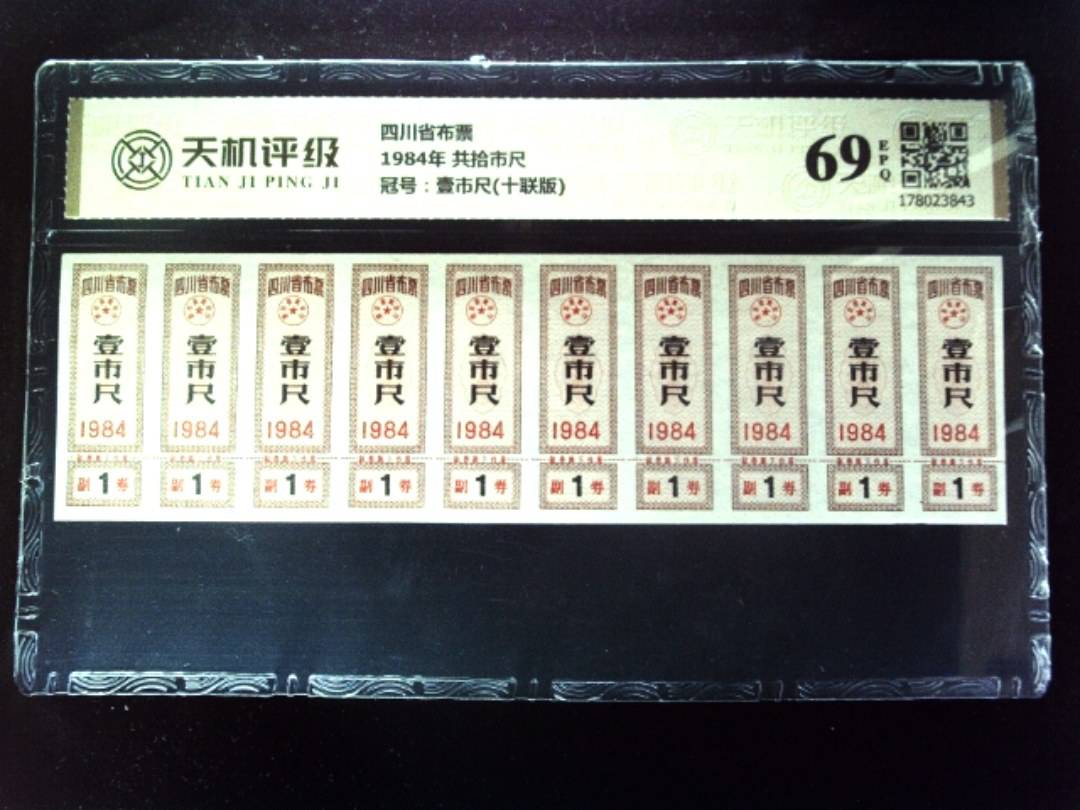 天机评级
TIAN JI PING JI
四川省布票
1984年 共拾市尺
冠号：壹市尺(十联版)
69
EPQ
178023843
四川省布票 四川省布票 四川省布票 四川省布票 四川省布票 四川省布票 四川省布票 四川省布票 四川省布票 四川省布票
壹市尺 壹市尺 壹市尺 壹市尺 壹市尺 壹市尺 壹市尺 壹市尺 壹市尺 壹市尺
1984 1984 1984 1984 1984 1984 1984 1984 1984 1984
副1券 副1券 副1券 副1券 副1券 副1券 副1券 副1券 副1券 副1券